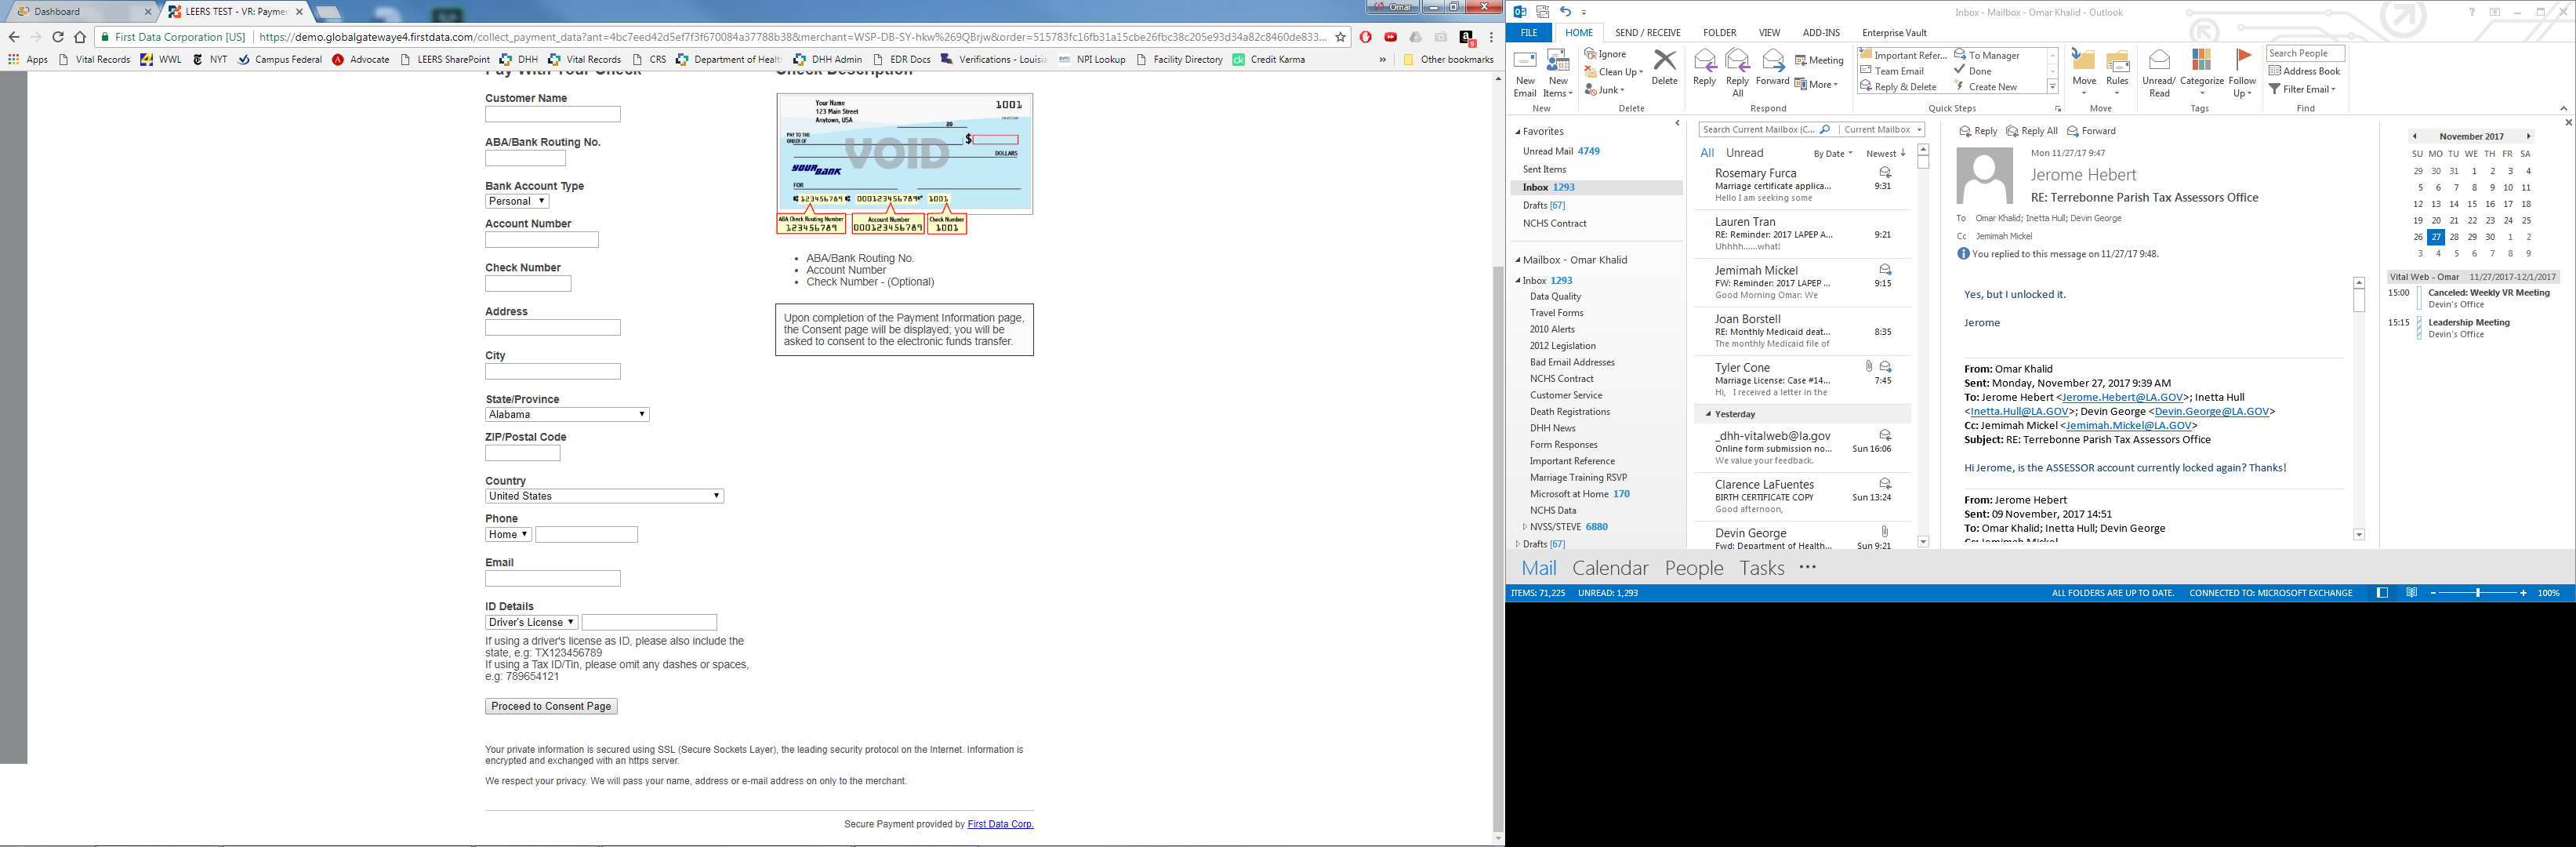 Dashboard
LEERS TEST - VR: Paymen
Omar
First Data Corporation [US]
https://demo.globalgatewaye4.firstdata.com/collect_payment_data?ant=4bc7eed42d5ef7f3f670084a37788b38&merchant=WSP-DB-SY-hkw%269QBrjw&order=515783fc16fb31a15cbe26fbc38c205e93d34a82c8460de833...
Apps Vital Records WWL NYT Campus Federal Advocate LEERS SharePoint DHH Vital Records CRS Department of Healt DHH Admin EDR Docs Verifications - Louisia NPI Lookup Facility Directory Credit Karma » Other bookmarks
Pay With Your Check
Customer Name
ABA/Bank Routing No.
Bank Account Type
Personal
Account Number
Check Number
Address
City
State/Province
Alabama
ZIP/Postal Code
Country
United States
Phone
Home
Email
ID Details
Driver's License
If using a driver's license as ID, please also include the
state, e.g: TX123456789
If using a Tax ID/Tin, please omit any dashes or spaces,
e.g: 789654121
Proceed to Consent Page
Check Description
Your Name
123 Main Street
Anytown, USA
1001
20
PAY TO THE
ORDER OF
$
VOID
DOLLARS
YOUR BANK
FOR
123456789 000123456789 1001
ABA Check Routing Number
123456789
Account Number
000123456789
Check Number
1001
• ABA/Bank Routing No.
• Account Number
• Check Number - (Optional)
Upon completion of the Payment Information page,
the Consent page will be displayed; you will be
asked to consent to the electronic funds transfer.
Your private information is secured using SSL (Secure Sockets Layer), the leading security protocol on the Internet. Information is
encrypted and exchanged with an https server.
We respect your privacy. We will pass your name, address or e-mail address on only to the merchant.
Secure Payment provided by First Data Corp.
Inbox - Mailbox - Omar Khalid - Outlook
FILE HOME SEND / RECEIVE FOLDER VIEW ADD-INS Enterprise Vault
New
Email
New
Items
New
Ignore
Clean Up
Junk
Delete
Delete
Reply
Reply
All
Forward
Meeting
More
Respond
Important Refer...
Team Email
Reply & Delete
To Manager
Done
Create New
Quick Steps
Move
Rules
Move
Unread/
Read
Categorize
Follow
Up
Tags
Search People
Address Book
Filter Email
Find
Favorites
Unread Mail 4749
Sent Items
Inbox 1293
Drafts [67]
NCHS Contract
Mailbox - Omar Khalid
Inbox 1293
Data Quality
Travel Forms
2010 Alerts
2012 Legislation
Bad Email Addresses
NCHS Contract
Customer Service
Death Registrations
DHH News
Form Responses
Important Reference
Marriage Training RSVP
Microsoft at Home 170
NCHS Data
NVSS/STEVE 6880
Drafts [67]
Search Current Mailbox (C... Current Mailbox
All Unread By Date Newest
Rosemary Furca
Marriage certificate applica... 9:31
Hello I am seeking some
Lauren Tran
RE: Reminder: 2017 LAPEP A... 9:21
Uhhhh......what!
Jemimah Mickel
FW: Reminder: 2017 LAPEP ... 9:15
Good Morning Omar: We
Joan Borstell
RE: Monthly Medicaid deat... 8:35
The monthly Medicaid file of
Tyler Cone
Marriage License: Case #14... 7:45
Hi, I received a letter in the
Yesterday
_dhh-vitalweb@la.gov
Online form submission no... Sun 16:06
We value your feedback.
Clarence LaFuentes
BIRTH CERTIFICATE COPY Sun 13:24
Good afternoon,
Devin George
Fwd: Department of Health... Sun 9:21
Reply Reply All Forward
Mon 11/27/17 9:47
Jerome Hebert
RE: Terrebonne Parish Tax Assessors Office
To Omar Khalid; Inetta Hull; Devin George
Cc Jemimah Mickel
You replied to this message on 11/27/17 9:48.
Yes, but I unlocked it.
Jerome
From: Omar Khalid
Sent: Monday, November 27, 2017 9:39 AM
To: Jerome Hebert <Jerome.Hebert@LA.GOV>; Inetta Hull
<Inetta.Hull@LA.GOV>; Devin George <Devin.George@LA.GOV>
Cc: Jemimah Mickel <Jemimah.Mickel@LA.GOV>
Subject: RE: Terrebonne Parish Tax Assessors Office
Hi Jerome, is the ASSESSOR account currently locked again? Thanks!
From: Jerome Hebert
Sent: 09 November, 2017 14:51
To: Omar Khalid; Inetta Hull; Devin George
Cc: Jemimah Mickel
November 2017
SU MO TU WE TH FR SA
29 30 31 1 2 3 4
5 6 7 8 9 10 11
12 13 14 15 16 17 18
19 20 21 22 23 24 25
26 27 28 29 30 1 2
3 4 5 6 7 8 9
Vital Web - Omar 11/27/2017-12/1/2017
15:00 Canceled: Weekly VR Meeting
Devin's Office
15:15 Leadership Meeting
Devin's Office
Mail Calendar People Tasks •••
ITEMS: 71,225 UNREAD: 1,293 ALL FOLDERS ARE UP TO DATE. CONNECTED TO: MICROSOFT EXCHANGE 100%